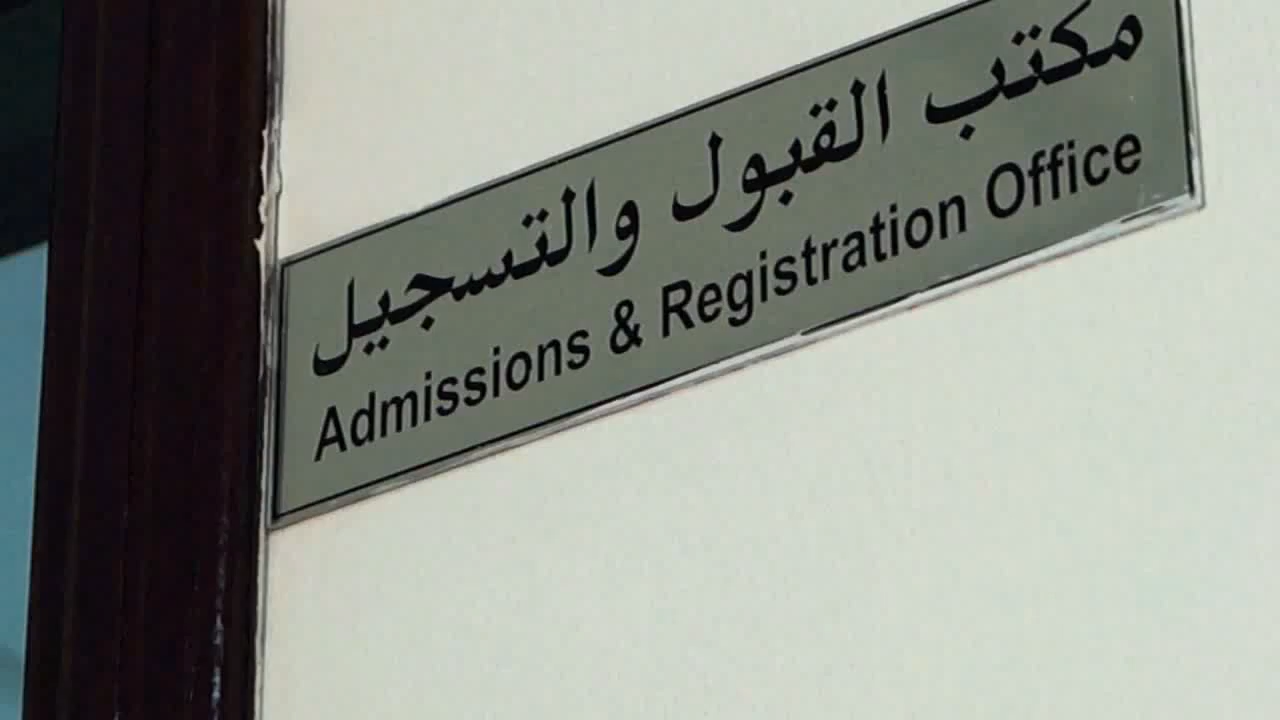 مكتب القبول والتسجيل
Admissions & Registration Office